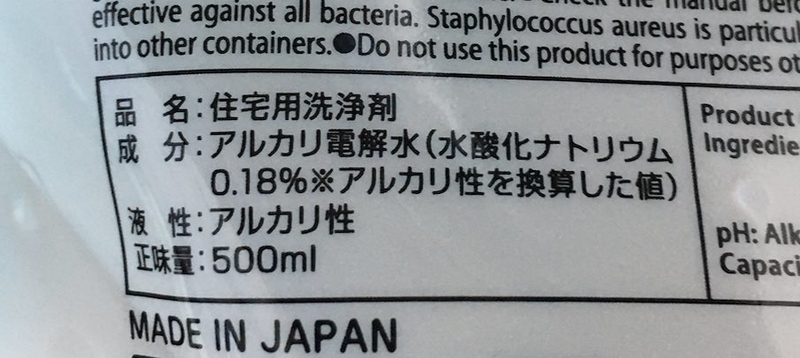 effective against all bacteria. Staphylococcus aureus is
into other containers.●Do not use this product for purposes
品　名：住宅用洗浄剤
成　分：アルカリ電解水（水酸化ナトリウム
0.18%※アルカリ性を換算した値）
液　性：アルカリ性
正味量：500ml
Product
pH:
MADE IN JAPAN